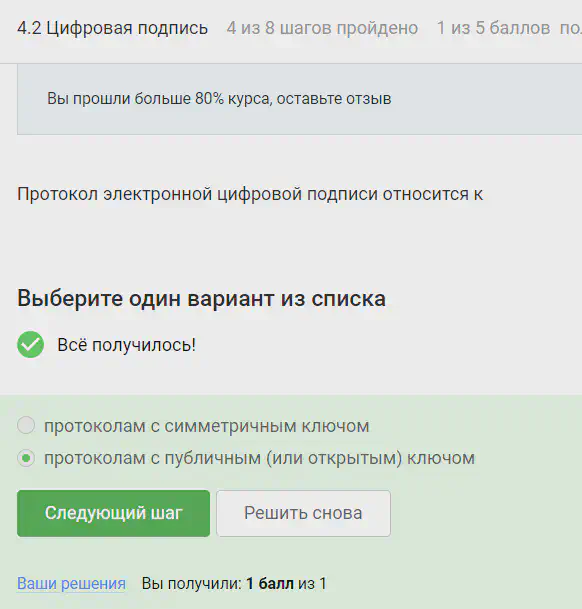 4.2 Цифровая подпись 4 из 8 шагов пройдено 1 из 5 баллов
Вы прошли больше 80% курса, оставьте отзыв
Протокол электронной цифровой подписи относится к
Выберите один вариант из списка
Всё получилось!
протоколам с симметричным ключом
протоколам с публичным (или открытым) ключом
Следующий шаг Решить снова
Ваши решения Вы получили: 1 балл из 1